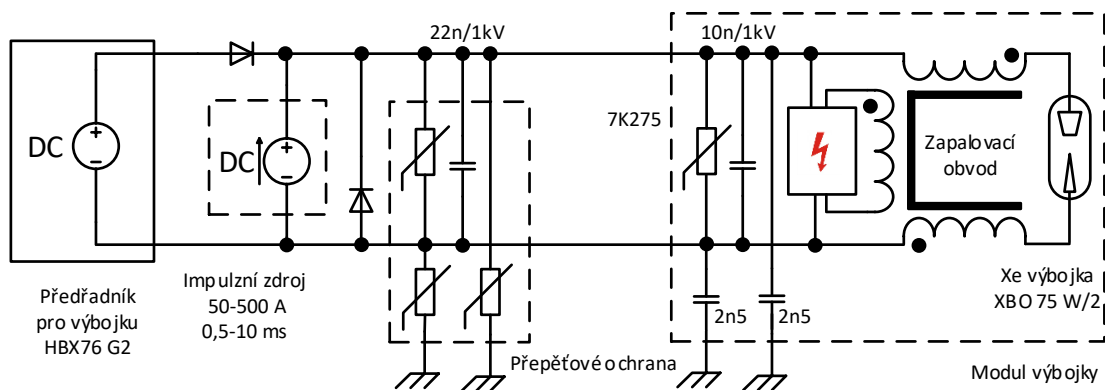 22n/1kV
10n/1kV
DC
DC
7K275
Zapalovací
obvod
Předřadník
pro výbojku
HBX76 G2
Impulzní zdroj
50-500 A
0,5-10 ms
Přepěťové ochrana
2n5
2n5
Xe výbojka
XBO 75 W/2
Modul výbojky